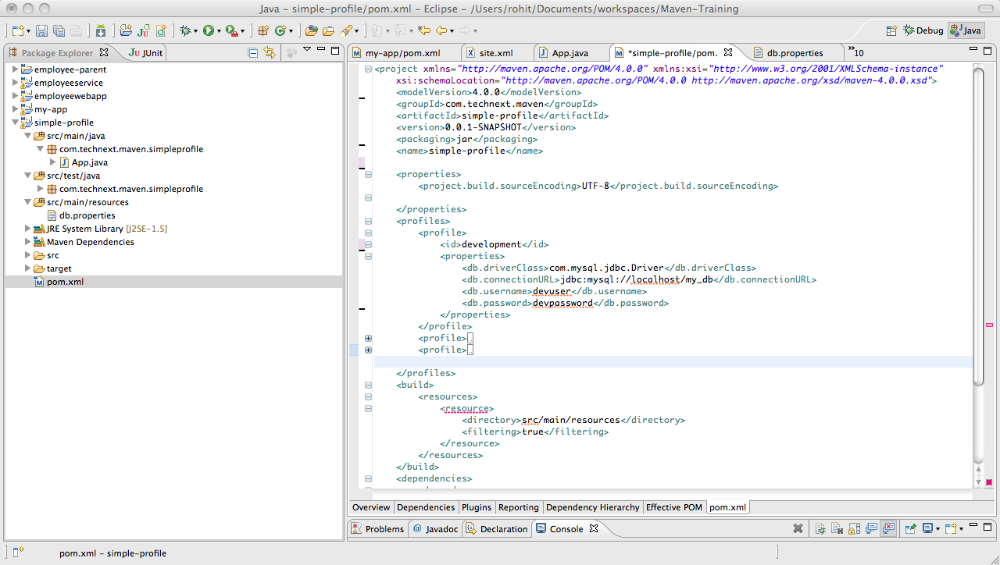 Java - simple-profile/pom.xml - Eclipse - /Users/rohit/Documents/workspaces/Maven-Training
Debug
Java
Package Explorer
JUnit
employee-parent
employeeservice
employeewebapp
my-app
simple-profile
src/main/java
com.technext.maven.simpleprofile
App.java
src/test/java
com.technext.maven.simpleprofile
src/main/resources
db.properties
JRE System Library [J2SE-1.5]
Maven Dependencies
src
target
pom.xml
my-app/pom.xml
site.xml
App.java
*simple-profile/pom.
db.properties
»10
<project xmlns="http://maven.apache.org/POM/4.0.0" xmlns:xsi="http://www.w3.org/2001/XMLSchema-instance"
xsi:schemaLocation="http://maven.apache.org/POM/4.0.0 http://maven.apache.org/xsd/maven-4.0.0.xsd">
<modelVersion>4.0.0</modelVersion>
<groupId>com.technext.maven</groupId>
<artifactId>simple-profile</artifactId>
<version>0.0.1-SNAPSHOT</version>
<packaging>jar</packaging>
<name>simple-profile</name>
<properties>
<project.build.sourceEncoding>UTF-8</project.build.sourceEncoding>
</properties>
<profiles>
<profile>
<id>development</id>
<properties>
<db.driverClass>com.mysql.jdbc.Driver</db.driverClass>
<db.connectionURL>jdbc:mysql://localhost/my_db</db.connectionURL>
<db.username>devuser</db.username>
<db.password>devpassword</db.password>
</properties>
</profile>
<profile>
<profile>
</profiles>
<build>
<resources>
<resource>
<directory>src/main/resources</directory>
<filtering>true</filtering>
</resource>
</resources>
</build>
<dependencies>
Overview
Dependencies
Plugins
Reporting
Dependency Hierarchy
Effective POM
pom.xml
Problems
@ Javadoc
Declaration
Console
pom.xml - simple-profile